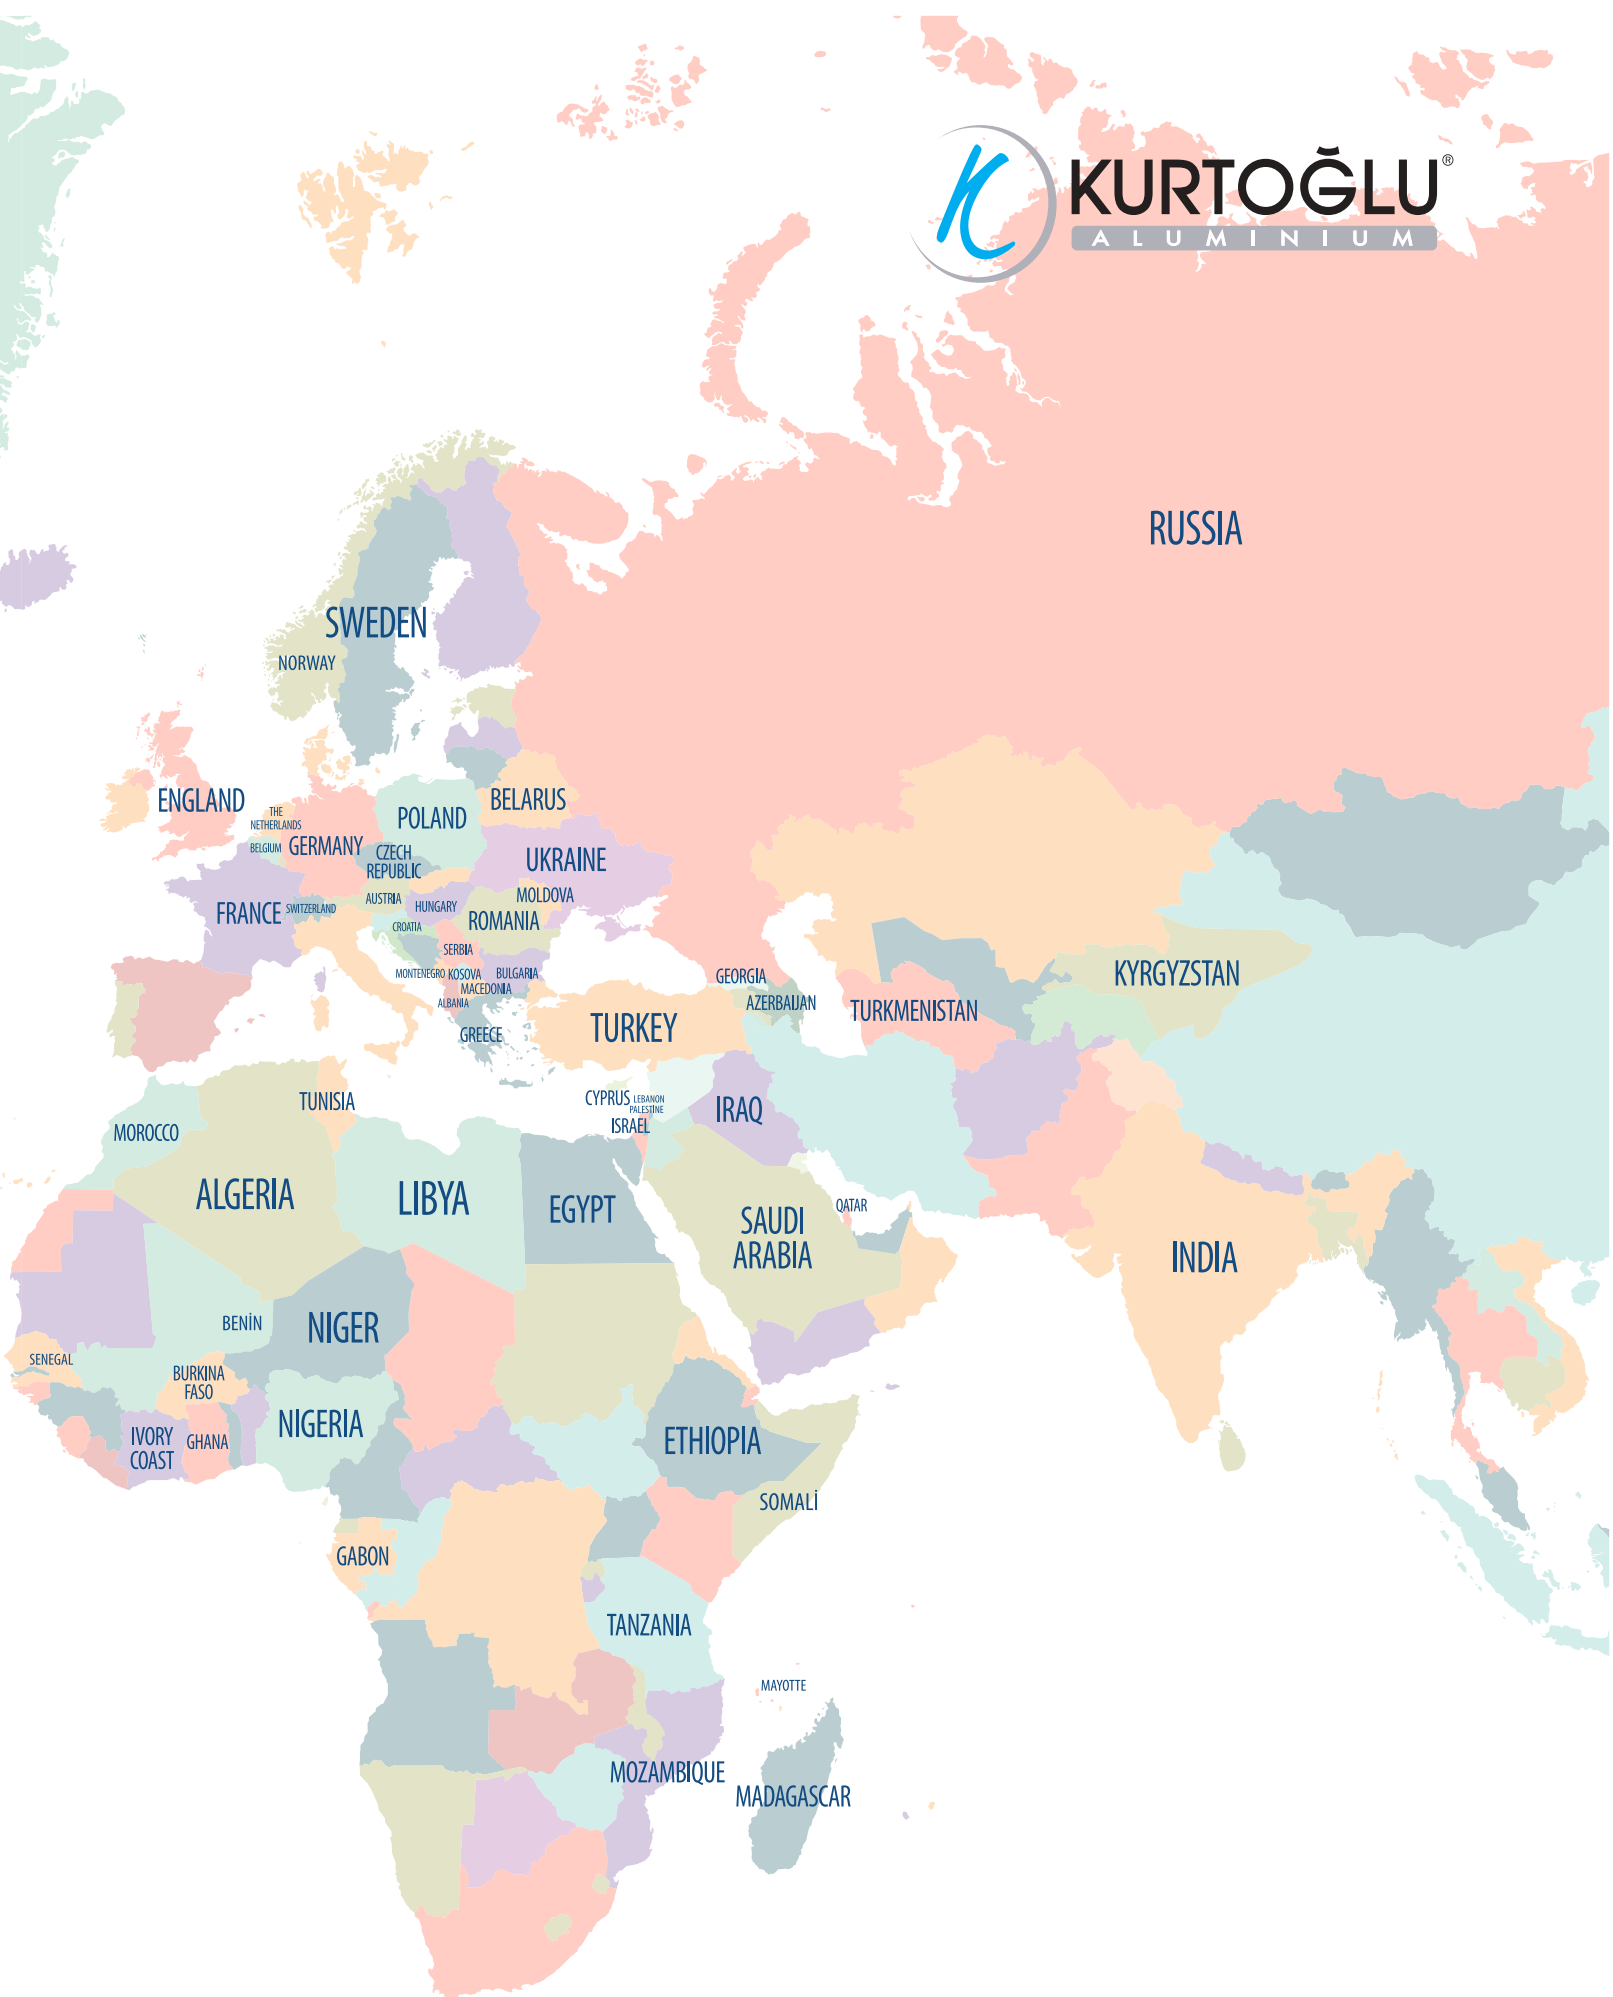 KURTOĞLU®
ALUMINIUM
RUSSIA
SWEDEN
NORWAY
ENGLAND
THE
NETHERLANDS
BELGIUM
GERMANY
POLAND
BELARUS
CZECH
REPUBLIC
UKRAINE
FRANCE
SWITZERLAND
AUSTRIA
HUNGARY
MOLDOVA
ROMANIA
CROATIA
SERBIA
MONTENEGRO
KOSOVA
BULGARIA
MACEDONIA
ALBANIA
GREECE
TURKEY
GEORGIA
AZERBAIJAN
TURKMENISTAN
KYRGYZSTAN
CYPRUS
LEBANON
PALESTINE
ISRAEL
IRAQ
TUNISIA
MOROCCO
ALGERIA
LIBYA
EGYPT
SAUDI
ARABIA
QATAR
INDIA
BENİN
NIGER
SENEGAL
BURKINA
FASO
IVORY
COAST
GHANA
NIGERIA
ETHIOPIA
SOMALİ
GABON
TANZANIA
MAYOTTE
MOZAMBIQUE
MADAGASCAR